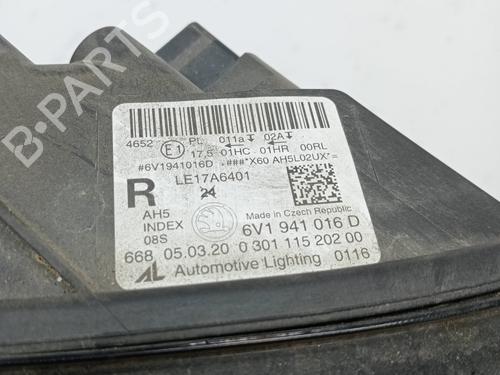 B-PARTS
4652 E1 PL 011a 02A
17,5 01HC 01HR 00RL
#6V1941016D -###*X60 AH5L02UX*=
R LE17A6401
24
AH5
INDEX
08S
Made in Czech Republic
6V1 941 016 D
668 05.03.20 0 301 115 202 00
AL Automotive Lighting 0116